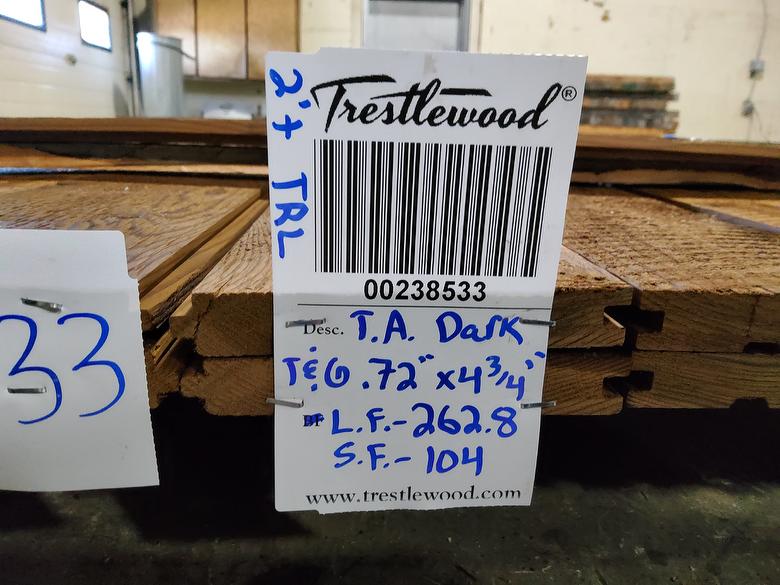 Trestlewood®
2'+ TRL
00238533
Desc. T.A. Dark
T&G .72" x 4 3/4"
BF L.F.-262.8
S.F.-104
www.trestlewood.com
33